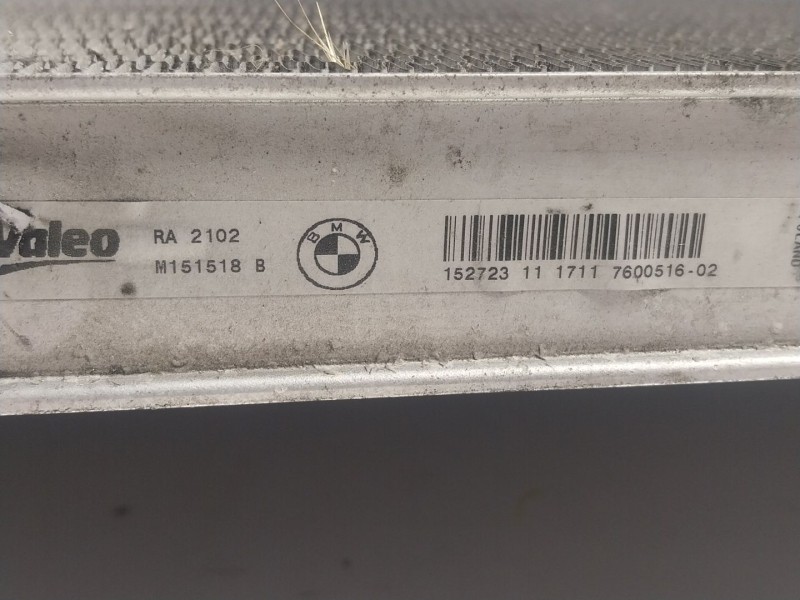 Valeo
RA 2102
M151518 B
BMW
152723 11 1711 7600516-02